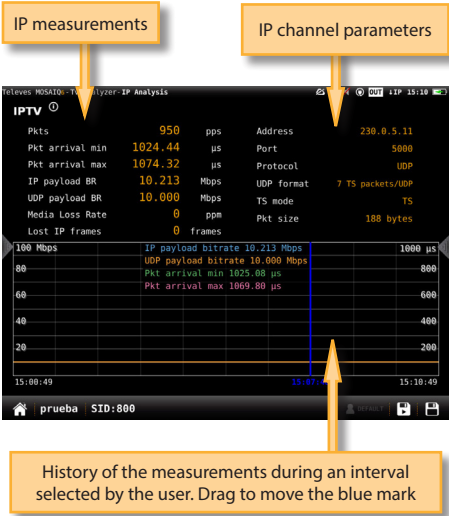 IP measurements
IP channel parameters
Televes MOSAIQ6-TV Analyzer-IP Analysis
OUT IP 15:10
IPTV
Pkts 950 pps Address 230.0.5.11
Pkt arrival min 1024.44 µs Port 5000
Pkt arrival max 1074.32 µs Protocol UDP
IP payload BR 10.213 Mbps UDP format 7 TS packets/UDP
UDP payload BR 10.000 Mbps TS mode TS
Media Loss Rate 0 ppm Pkt size 188 bytes
Lost IP frames 0 frames
100 Mbps IP payload bitrate 10.213 Mbps 1000 µs
UDP payload bitrate 10.000 Mbps
80 Pkt arrival min 1025.08 µs 800
Pkt arrival max 1069.80 µs
60 600
40 400
20 200
15:00:49 15:10:49
prueba SID:800 DEFAULT
History of the measurements during an interval
selected by the user. Drag to move the blue mark